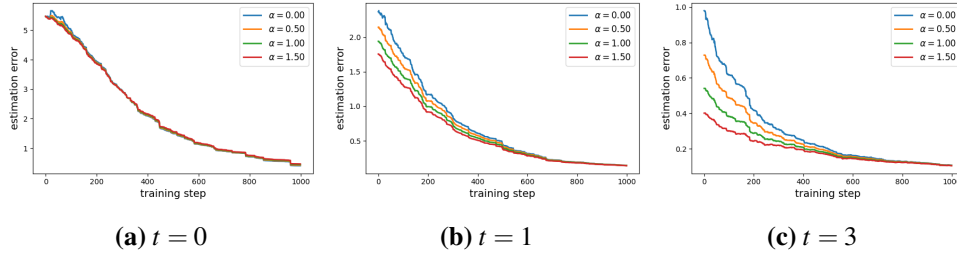 α = 0.00
α = 0.50
α = 1.00
α = 1.50
estimation error
5
4
3
2
1
0 200 400 600 800 1000
training step
(a) t = 0
α = 0.00
α = 0.50
α = 1.00
α = 1.50
estimation error
2.0
1.5
1.0
0.5
0 200 400 600 800 1000
training step
(b) t = 1
α = 0.00
α = 0.50
α = 1.00
α = 1.50
estimation error
1.0
0.8
0.6
0.4
0.2
0 200 400 600 800 1000
training step
(c) t = 3